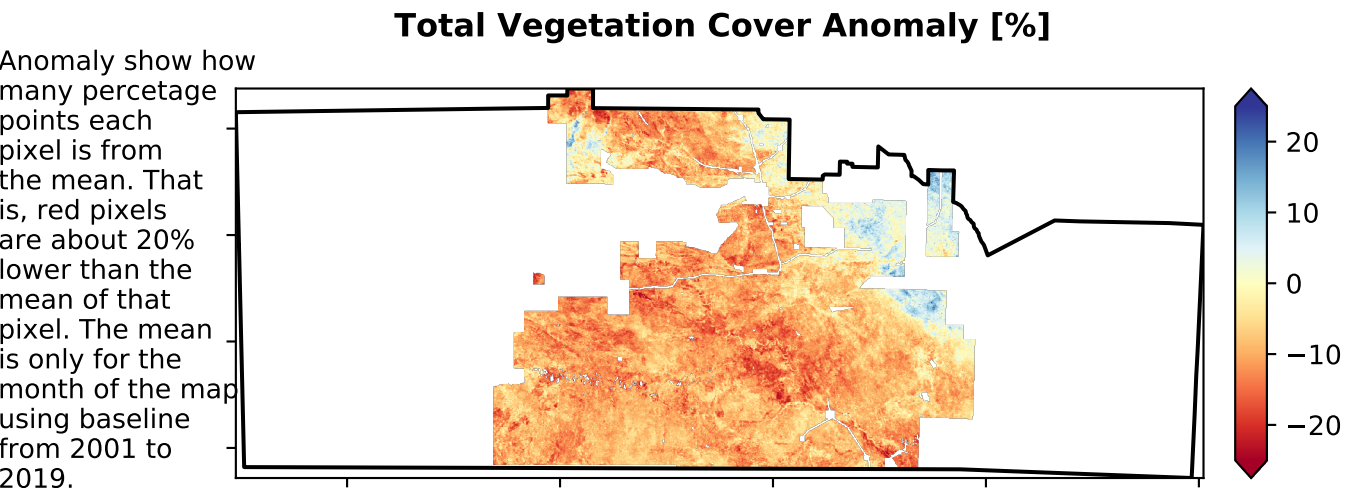 Total Vegetation Cover Anomaly [%]
Anomaly show how
many percetage
points each
pixel is from
the mean. That
is, red pixels
are about 20%
lower than the
mean of that
pixel. The mean
is only for the
month of the map
using baseline
from 2001 to
2019.
20
10
0
−10
−20